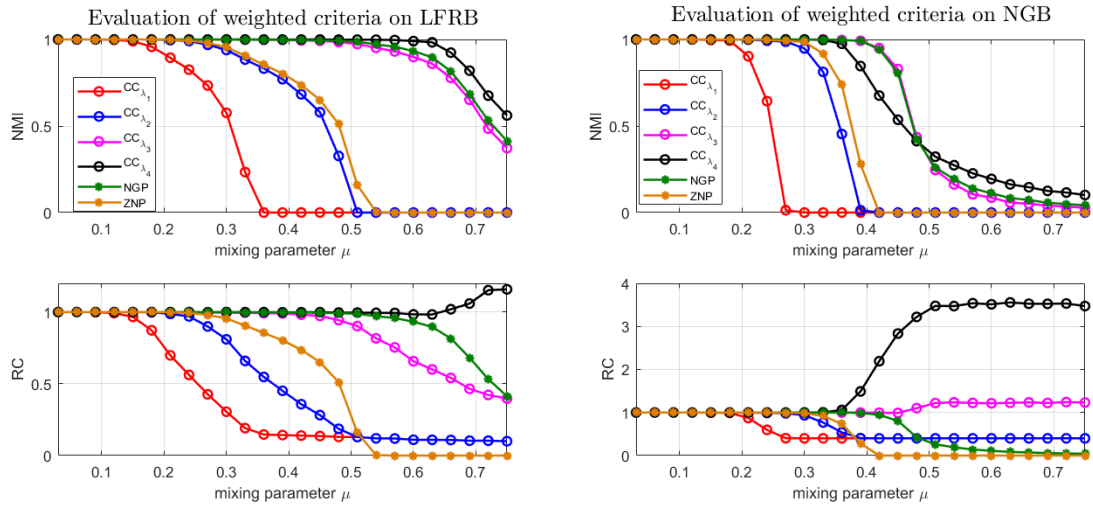 Evaluation of weighted criteria on LFRB
1
0.5
0
NMI
CCλ1
CCλ2
CCλ3
CCλ4
NGP
ZNP
0.1 0.2 0.3 0.4 0.5 0.6 0.7
mixing parameter μ
Evaluation of weighted criteria on NGB
1
0.5
0
NMI
CCλ1
CCλ2
CCλ3
CCλ4
NGP
ZNP
0.1 0.2 0.3 0.4 0.5 0.6 0.7
mixing parameter μ
1
0.5
0
RC
0.1 0.2 0.3 0.4 0.5 0.6 0.7
mixing parameter μ
4
3
2
1
0
RC
0.1 0.2 0.3 0.4 0.5 0.6 0.7
mixing parameter μ